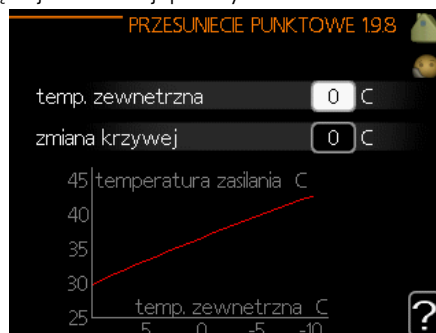 PRZESUNIECIE PUNKTOWE 1.9.8
temp. zewnetrzna 0 C
zmiana krzywej 0 C
45 temperatura zasilania C
40
35
30
25
temp. zewnetrzna C
5 0 -5 -10
?